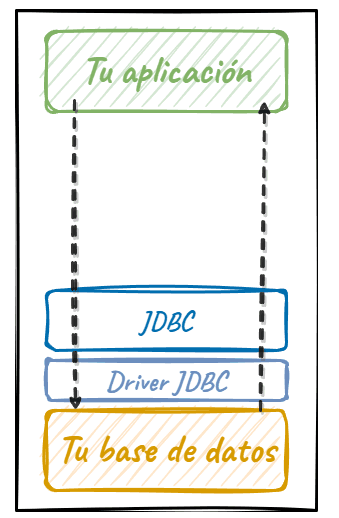 Tu aplicación
JDBC
Driver JDBC
Tu base de datos